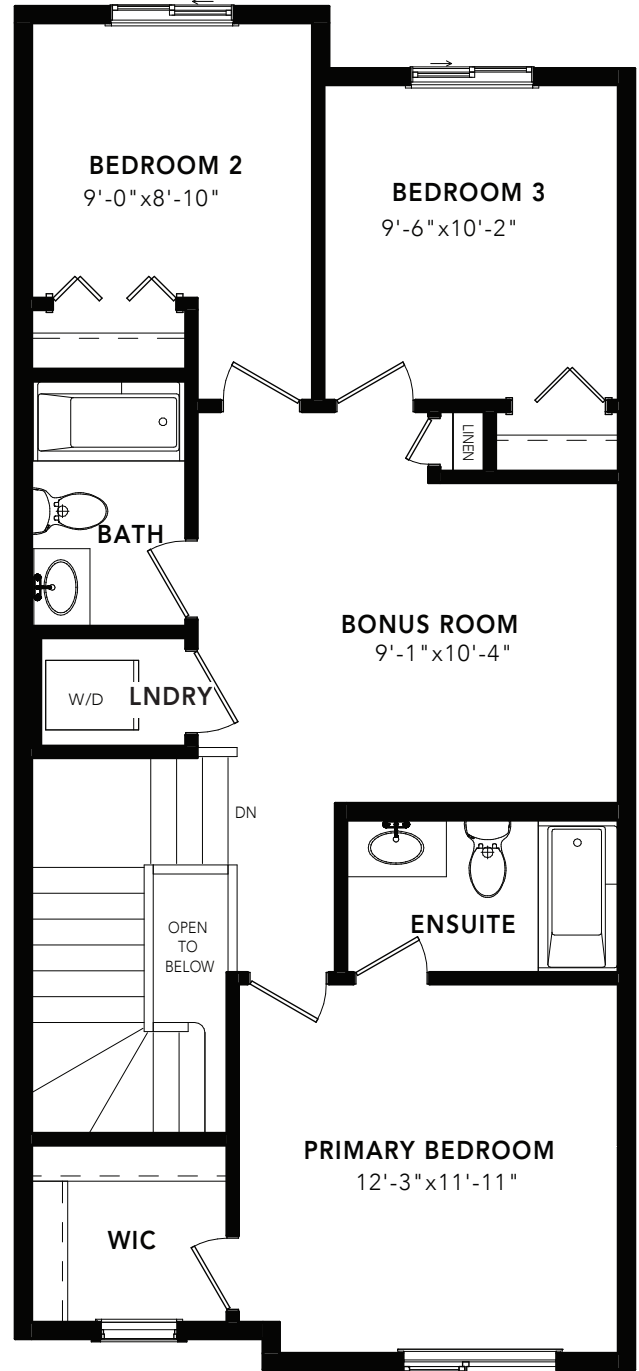 BEDROOM 2
9'-0"x8'-10"
BEDROOM 3
9'-6"x10'-2"
LINEN
BATH
BONUS ROOM
9'-1"x10'-4"
W/D
LNDRY
DN
OPEN
TO
BELOW
ENSUITE
PRIMARY BEDROOM
12'-3"x11'-11"
WIC